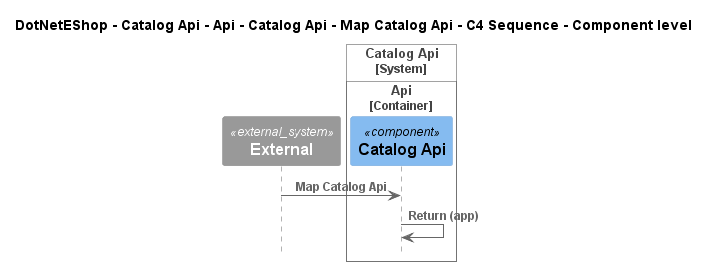 DotNetEShop - Catalog Api - Api - Catalog Api - Map Catalog Api - C4 Sequence - Component level
Catalog Api
[System]
Api
[Container]
«external_system»
External
«component»
Catalog Api
Map Catalog Api
Return (app)